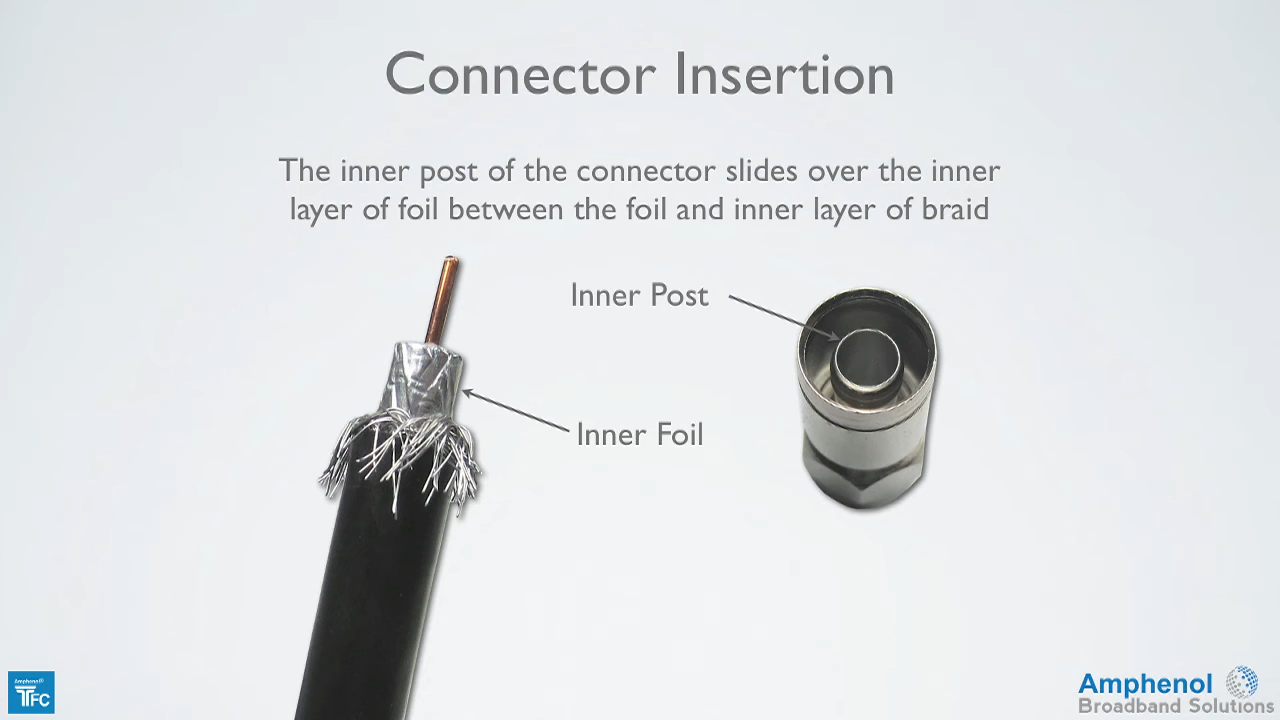 Connector Insertion
The inner post of the connector slides over the inner
layer of foil between the foil and inner layer of braid
Inner Post
Inner Foil
Amphenol
TFC
Amphenol
Broadband Solutions